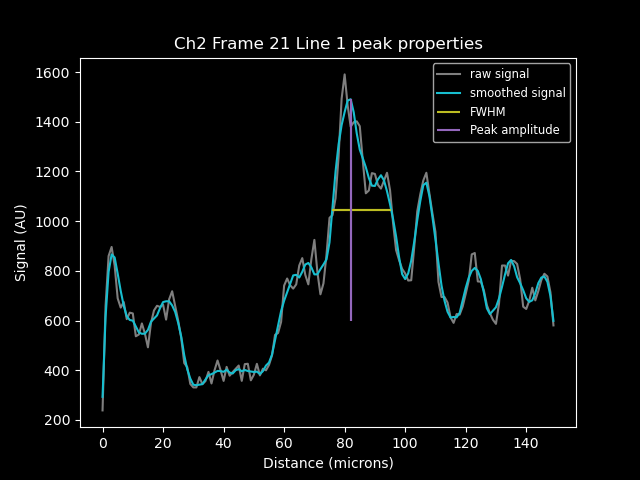 Ch2 Frame 21 Line 1 peak properties
raw signal
smoothed signal
FWHM
Peak amplitude
Signal (AU)
1600
1400
1200
1000
800
600
400
200
0 20 40 60 80 100 120 140
Distance (microns)